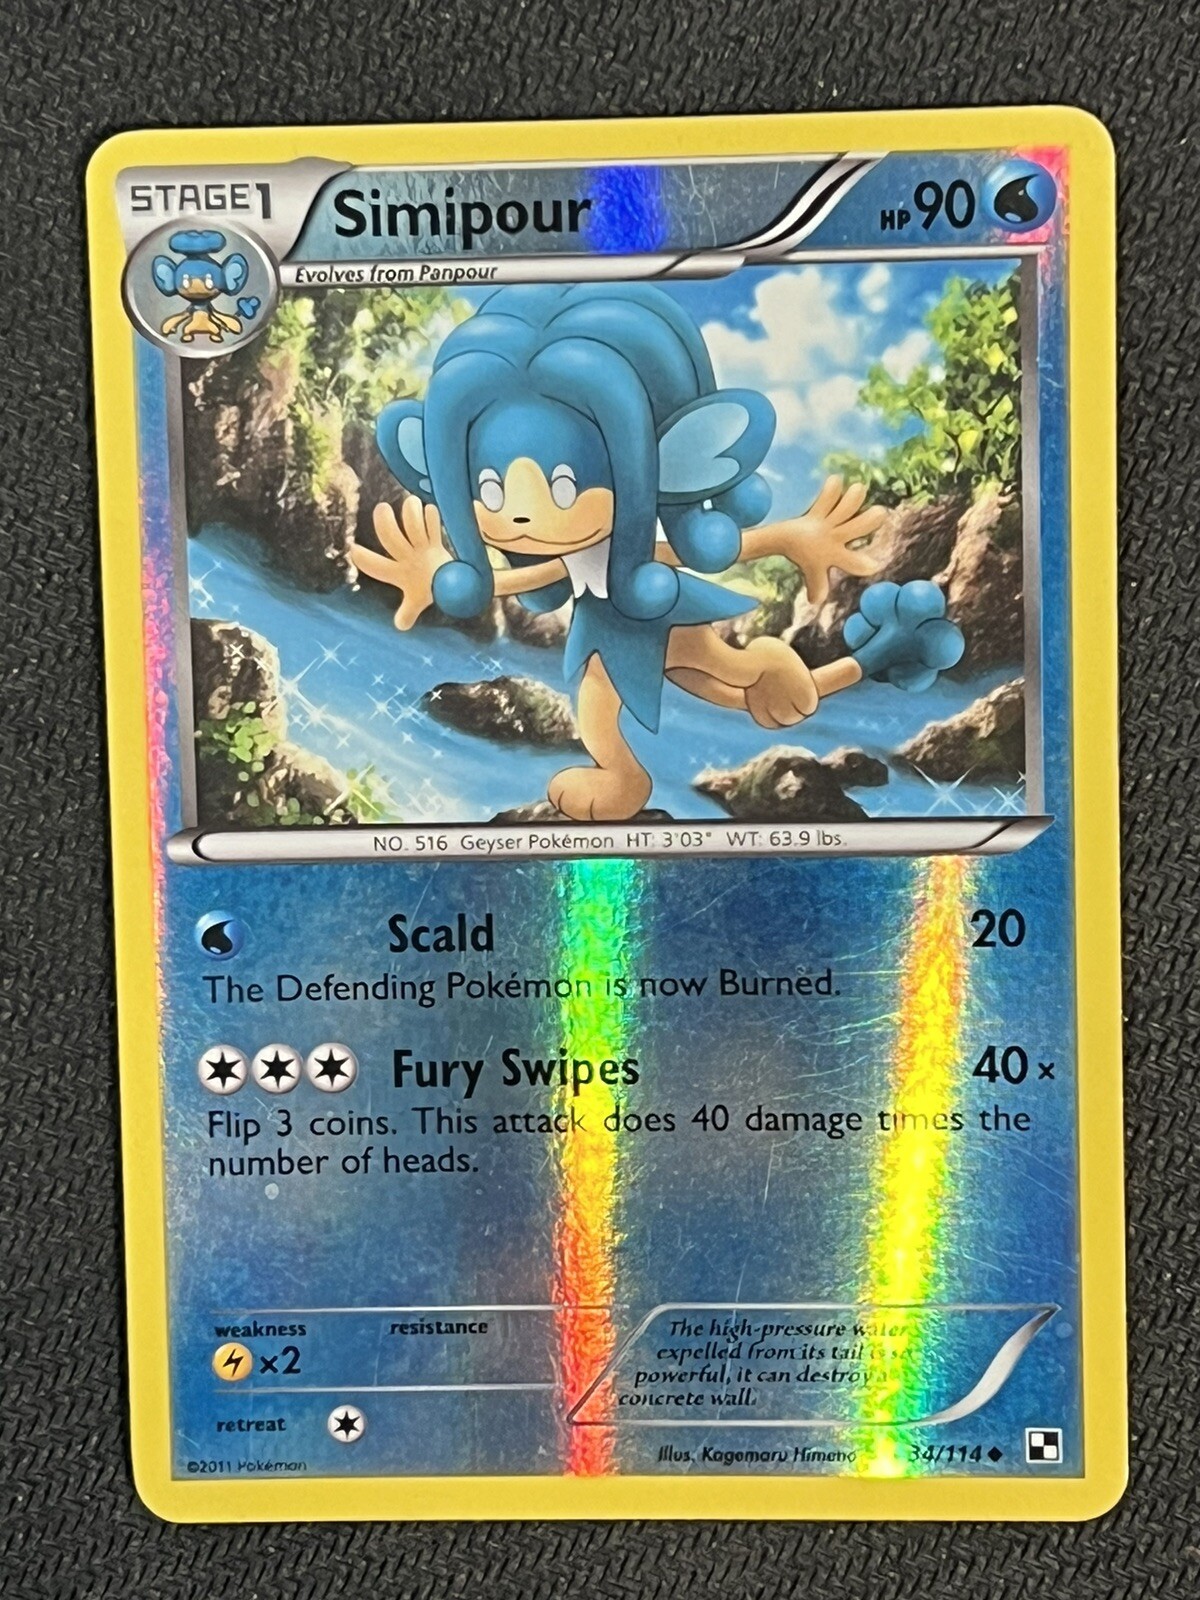 STAGE1
Simipour
HP 90
Evolves from Panpour
NO. 516 Geyser Pokémon HT: 3'03" WT: 63.9 lbs.
Scald 20
The Defending Pokémon is now Burned.
Fury Swipes 40×
Flip 3 coins. This attack does 40 damage times the
number of heads.
weakness resistance
×2
retreat
The high-pressure water
expelled from its tail is so
powerful, it can destroy a
concrete wall.
Illus. Kagemaru Himeno 34/114
©2011 Pokémon